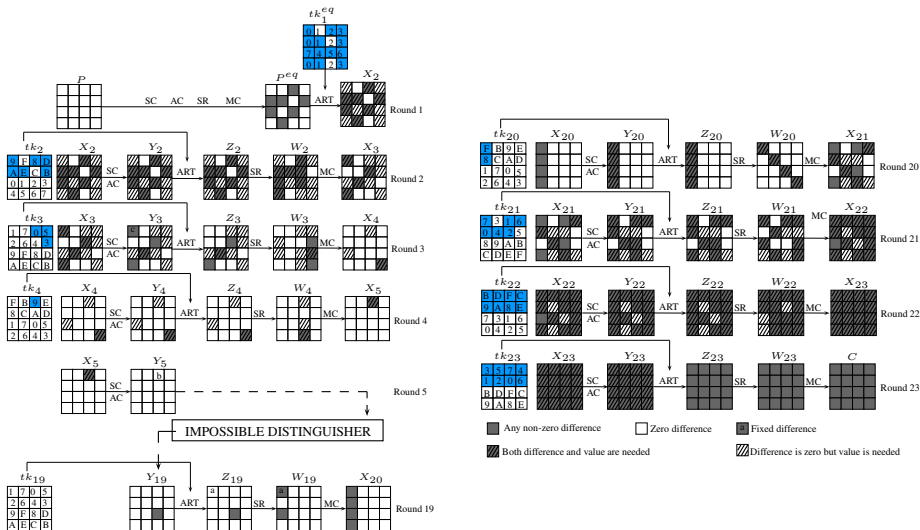 tk_1^{eq}
0 1 2 3
0 1 2 3
7 4 5 6
0 1 2 3
P
P^{eq}
X_2
SC AC SR MC
ART
Round 1
tk_2
X_2
Y_2
Z_2
W_2
X_3
9 F 8 D
A E C B
0 1 2 3
4 5 6 7
SC
AC
ART
SR
MC
Round 2
tk_3
X_3
Y_3
Z_3
W_3
X_4
1 7 0 5
2 6 4 3
9 F 8 D
A E C B
c
SC
AC
ART
SR
MC
Round 3
tk_4
X_4
Y_4
Z_4
W_4
X_5
F B 9 E
8 C A D
1 7 0 5
2 6 4 3
SC
AC
ART
SR
MC
Round 4
X_5
Y_5
b
SC
AC
Round 5
IMPOSSIBLE DISTINGUISHER
tk_19
Y_19
Z_19
W_19
X_20
1 7 0 5
2 6 4 3
9 F 8 D
A E C B
a
a
ART
SR
MC
Round 19
tk_20
X_20
Y_20
Z_20
W_20
X_21
F B 9 E
8 C A D
1 7 0 5
2 6 4 3
SC
AC
ART
SR
MC
Round 20
tk_21
X_21
Y_21
Z_21
W_21
X_22
7 3 1 6
0 4 2 5
8 9 A B
C D E F
SC
AC
ART
SR
MC
Round 21
tk_22
X_22
Y_22
Z_22
W_22
X_23
B D F C
9 A 8 E
7 3 1 6
0 4 2 5
SC
AC
ART
SR
MC
Round 22
tk_23
X_23
Y_23
Z_23
W_23
C
3 5 7 4
1 2 0 6
B D F C
9 A 8 E
SC
AC
ART
SR
MC
Round 23
Any non-zero difference
Zero difference
a Fixed difference
Both difference and value are needed
Difference is zero but value is needed